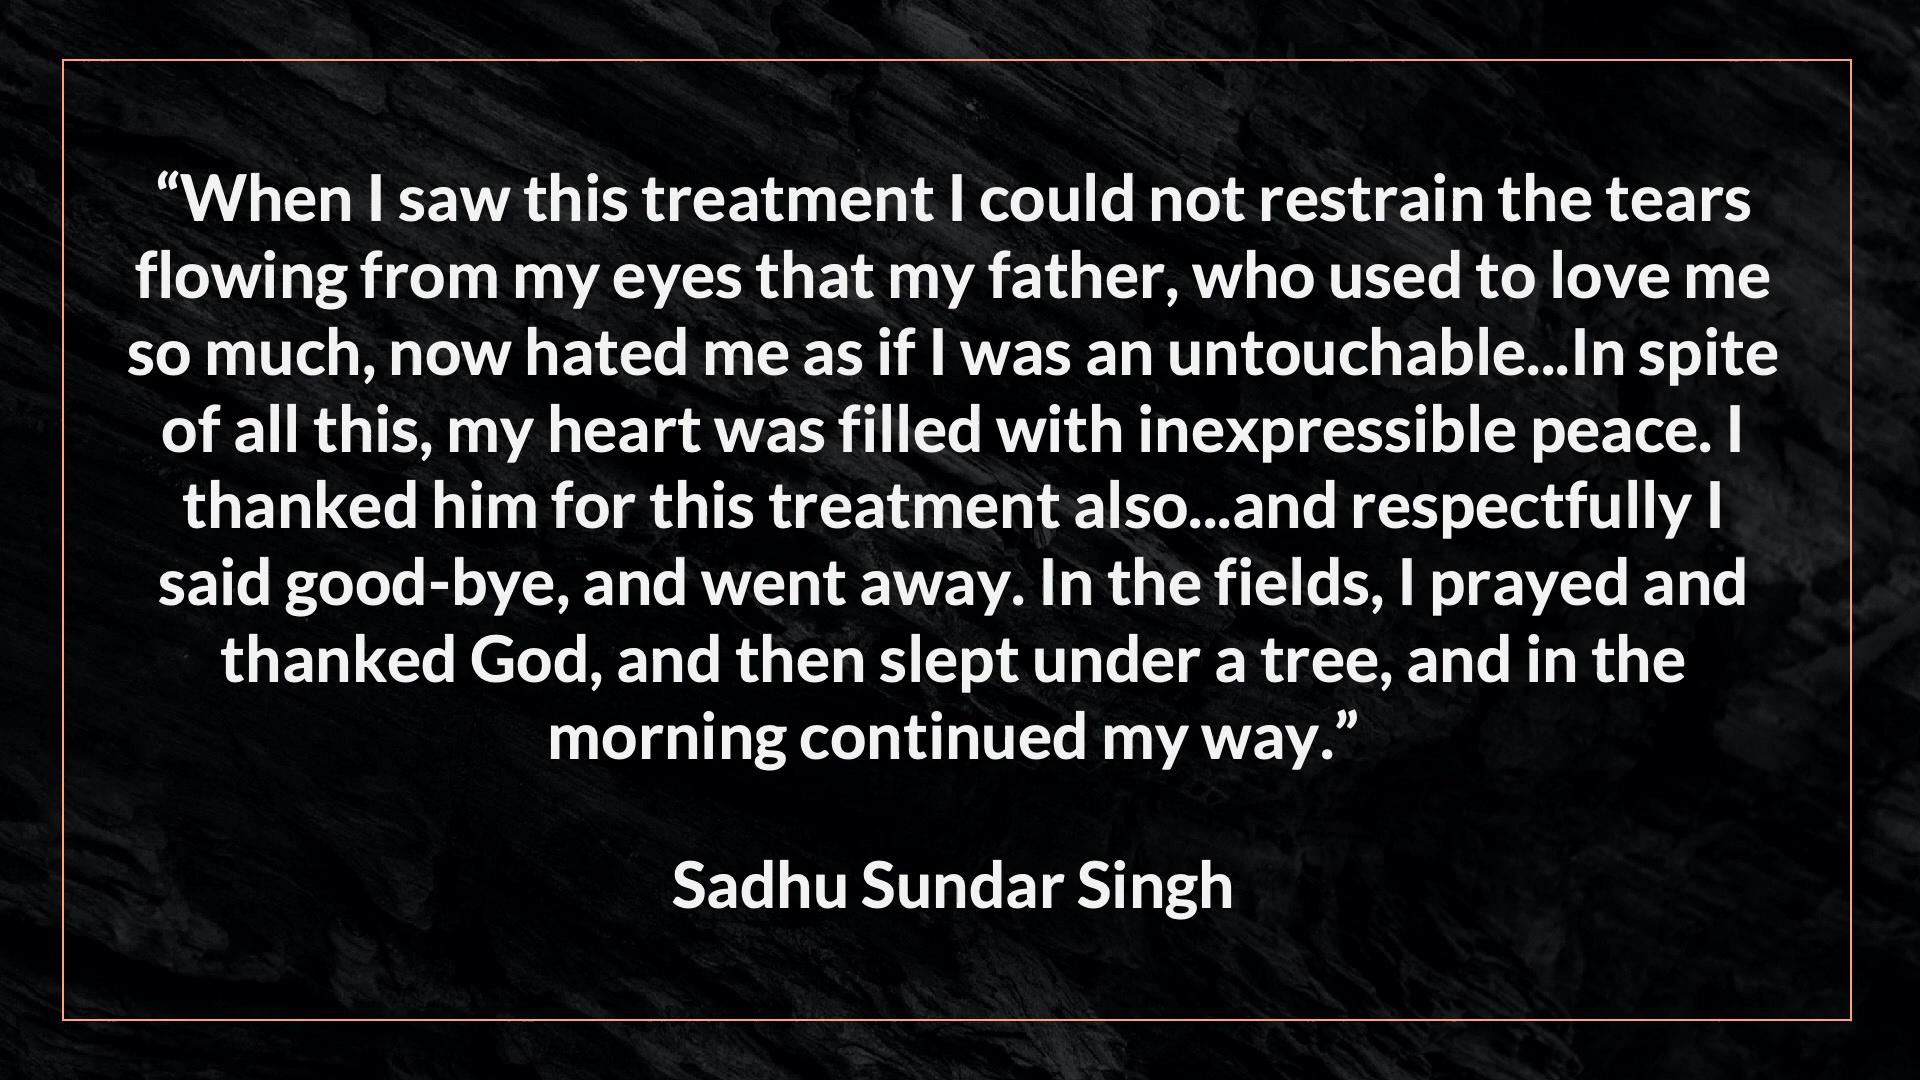 “When I saw this treatment I could not restrain the tears
flowing from my eyes that my father, who used to love me
so much, now hated me as if I was an untouchable...In spite
of all this, my heart was filled with inexpressible peace. I
thanked him for this treatment also...and respectfully I
said good-bye, and went away. In the fields, I prayed and
thanked God, and then slept under a tree, and in the
morning continued my way.”
Sadhu Sundar Singh